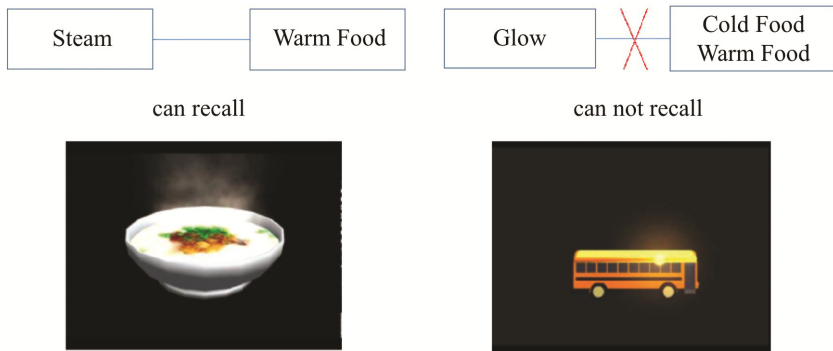 Steam
Warm Food
Glow
Cold Food
Warm Food
can recall
can not recall